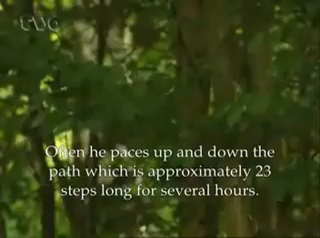 Often he paces up and down the
path which is approximately 23
steps long for several hours.